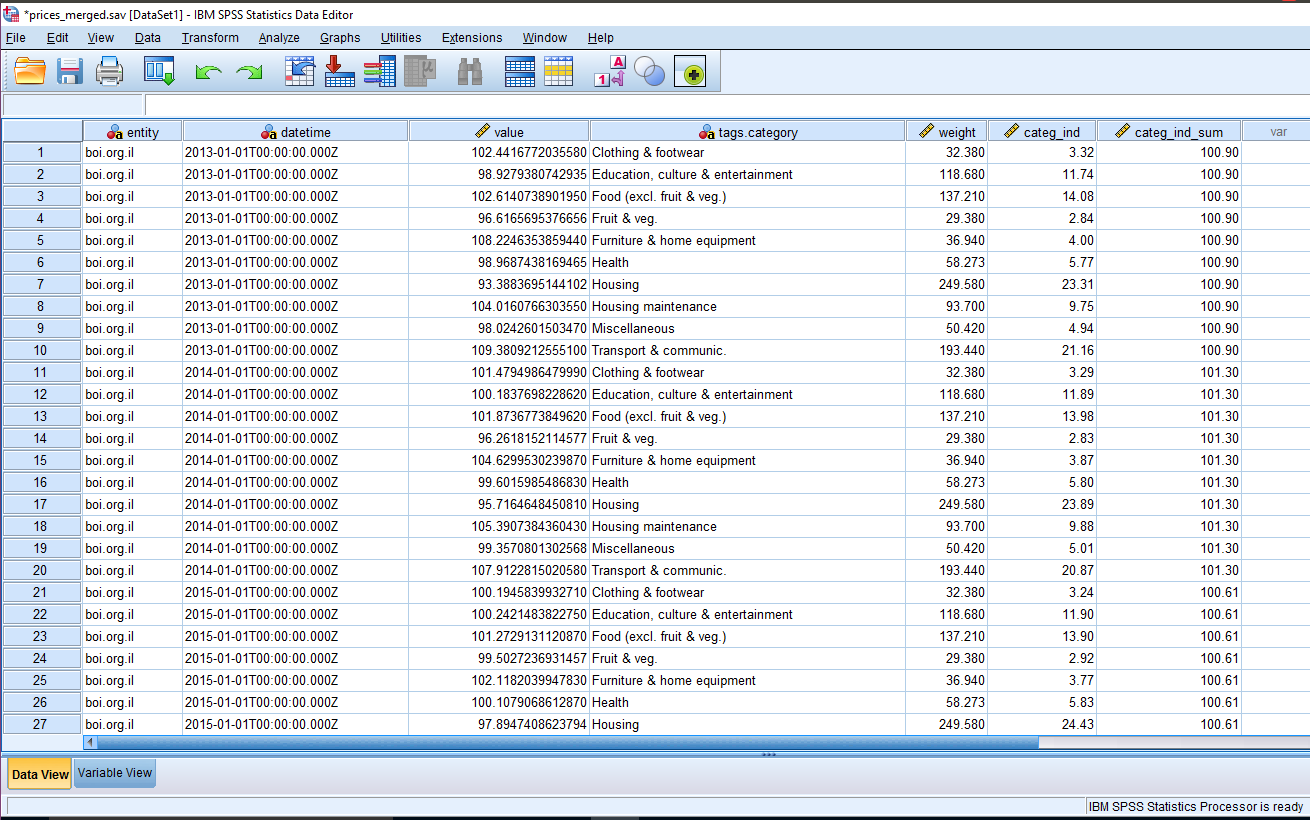 *prices_merged.sav [DataSet1] - IBM SPSS Statistics Data Editor
File Edit View Data Transform Analyze Graphs Utilities Extensions Window Help
entity datetime value tags.category weight categ_ind categ_ind_sum var
1 boi.org.il 2013-01-01T00:00:00.000Z 102.4416772035580 Clothing & footwear 32.380 3.32 100.90
2 boi.org.il 2013-01-01T00:00:00.000Z 98.9279380742935 Education, culture & entertainment 118.680 11.74 100.90
3 boi.org.il 2013-01-01T00:00:00.000Z 102.6140738901950 Food (excl. fruit & veg.) 137.210 14.08 100.90
4 boi.org.il 2013-01-01T00:00:00.000Z 96.6165695376656 Fruit & veg. 29.380 2.84 100.90
5 boi.org.il 2013-01-01T00:00:00.000Z 108.2246353859440 Furniture & home equipment 36.940 4.00 100.90
6 boi.org.il 2013-01-01T00:00:00.000Z 98.9687438169465 Health 58.273 5.77 100.90
7 boi.org.il 2013-01-01T00:00:00.000Z 93.3883695144102 Housing 249.580 23.31 100.90
8 boi.org.il 2013-01-01T00:00:00.000Z 104.0160766303550 Housing maintenance 93.700 9.75 100.90
9 boi.org.il 2013-01-01T00:00:00.000Z 98.0242601503470 Miscellaneous 50.420 4.94 100.90
10 boi.org.il 2013-01-01T00:00:00.000Z 109.3809212555100 Transport & communic. 193.440 21.16 100.90
11 boi.org.il 2014-01-01T00:00:00.000Z 101.4794986479990 Clothing & footwear 32.380 3.29 101.30
12 boi.org.il 2014-01-01T00:00:00.000Z 100.1837698228620 Education, culture & entertainment 118.680 11.89 101.30
13 boi.org.il 2014-01-01T00:00:00.000Z 101.8736773849620 Food (excl. fruit & veg.) 137.210 13.98 101.30
14 boi.org.il 2014-01-01T00:00:00.000Z 96.2618152114577 Fruit & veg. 29.380 2.83 101.30
15 boi.org.il 2014-01-01T00:00:00.000Z 104.6299530239870 Furniture & home equipment 36.940 3.87 101.30
16 boi.org.il 2014-01-01T00:00:00.000Z 99.6015985486830 Health 58.273 5.80 101.30
17 boi.org.il 2014-01-01T00:00:00.000Z 95.7164648450810 Housing 249.580 23.89 101.30
18 boi.org.il 2014-01-01T00:00:00.000Z 105.3907384360430 Housing maintenance 93.700 9.88 101.30
19 boi.org.il 2014-01-01T00:00:00.000Z 99.3570801302568 Miscellaneous 50.420 5.01 101.30
20 boi.org.il 2014-01-01T00:00:00.000Z 107.9122815020580 Transport & communic. 193.440 20.87 101.30
21 boi.org.il 2015-01-01T00:00:00.000Z 100.1945839932710 Clothing & footwear 32.380 3.24 100.61
22 boi.org.il 2015-01-01T00:00:00.000Z 100.2421483822750 Education, culture & entertainment 118.680 11.90 100.61
23 boi.org.il 2015-01-01T00:00:00.000Z 101.2729131120870 Food (excl. fruit & veg.) 137.210 13.90 100.61
24 boi.org.il 2015-01-01T00:00:00.000Z 99.5027236931457 Fruit & veg. 29.380 2.92 100.61
25 boi.org.il 2015-01-01T00:00:00.000Z 102.1182039947830 Furniture & home equipment 36.940 3.77 100.61
26 boi.org.il 2015-01-01T00:00:00.000Z 100.1079068612870 Health 58.273 5.83 100.61
27 boi.org.il 2015-01-01T00:00:00.000Z 97.8947408623794 Housing 249.580 24.43 100.61
Data View Variable View
IBM SPSS Statistics Processor is ready